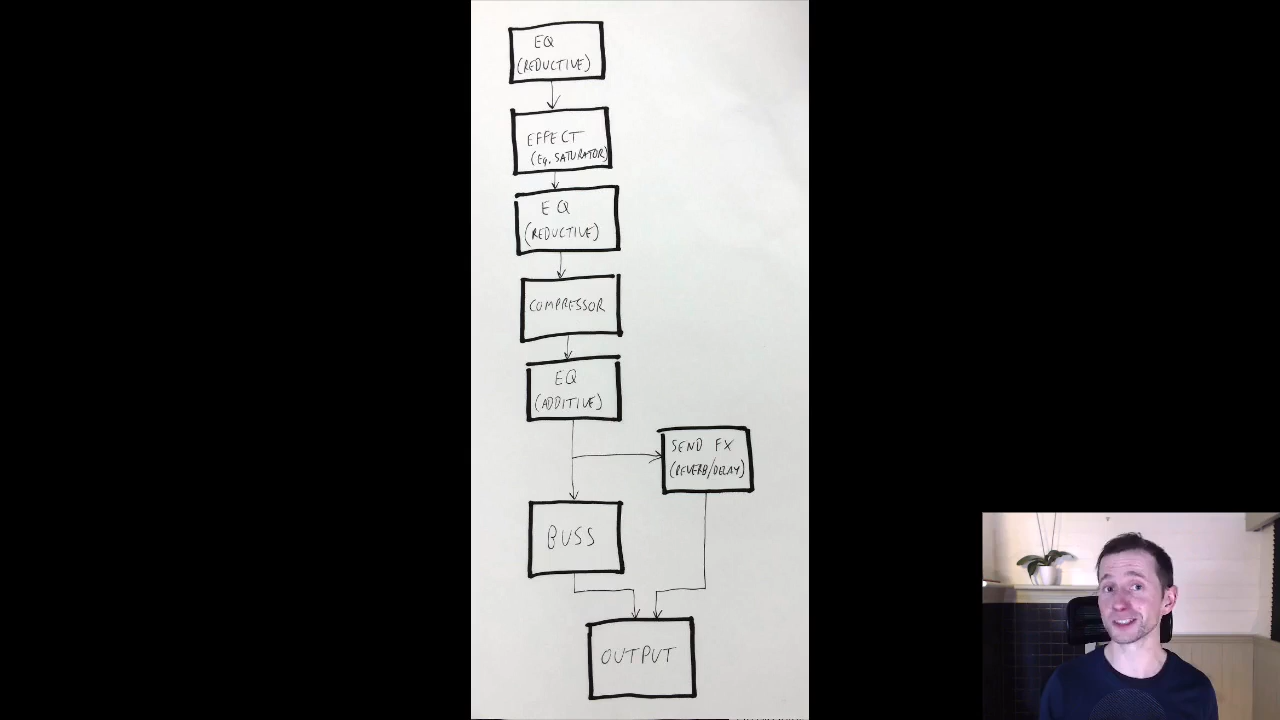 EQ
(REDUCTIVE)
EFFECT
(Eg. SATURATOR)
EQ
(REDUCTIVE)
COMPRESSOR
EQ
(ADDITIVE)
SEND FX
(REVERB/DELAY)
BUSS
OUTPUT